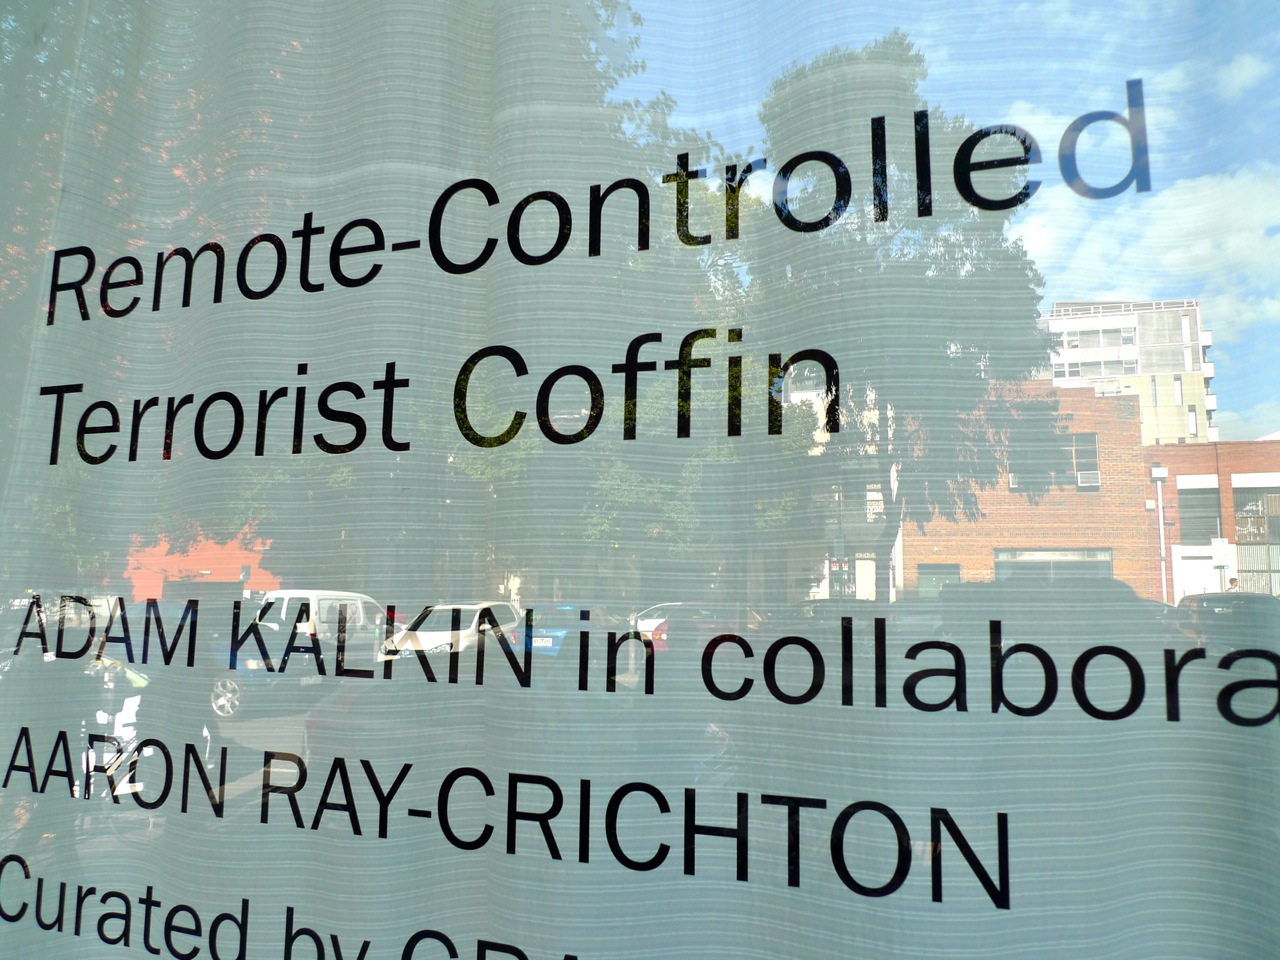 Remote-Controlled
Terrorist Coffin
ADAM KALKIN in collabora
AARON RAY-CRICHTON
Curated by